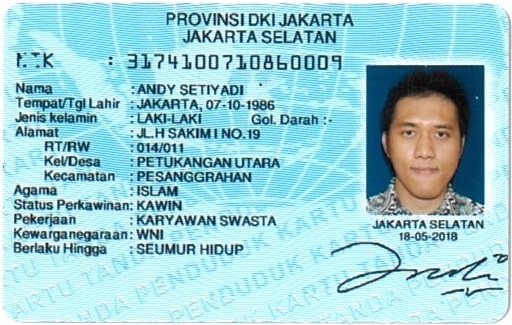 PROVINSI DKI JAKARTA
JAKARTA SELATAN
NIK : 3174100710860009
Nama : ANDY SETIYADI
Tempat/Tgl Lahir : JAKARTA, 07-10-1986
Jenis kelamin : LAKI-LAKI Gol. Darah :-
Alamat : JL.H SAKIM I NO.19
RT/RW : 014/011
Kel/Desa : PETUKANGAN UTARA
Kecamatan : PESANGGRAHAN
Agama : ISLAM
Status Perkawinan: KAWIN
Pekerjaan : KARYAWAN SWASTA
Kewarganegaraan: WNI
Berlaku Hingga : SEUMUR HIDUP
JAKARTA SELATAN
18-05-2018
KARTU TANDA PENDUDUK KARTU TANDA PENDUDUK